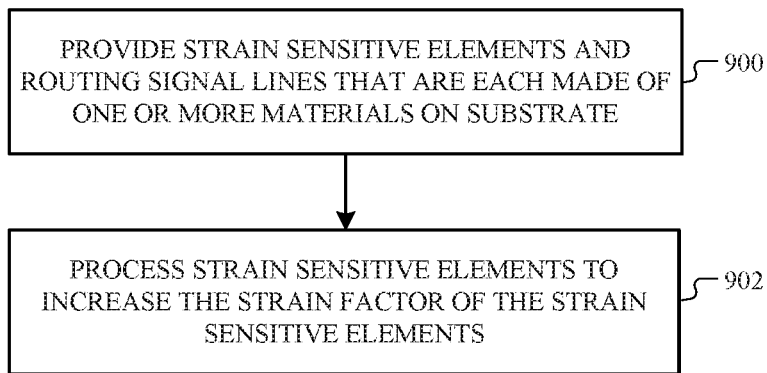 PROVIDE STRAIN SENSITIVE ELEMENTS AND
ROUTING SIGNAL LINES THAT ARE EACH MADE OF
ONE OR MORE MATERIALS ON SUBSTRATE
900
PROCESS STRAIN SENSITIVE ELEMENTS TO
INCREASE THE STRAIN FACTOR OF THE STRAIN
SENSITIVE ELEMENTS
902